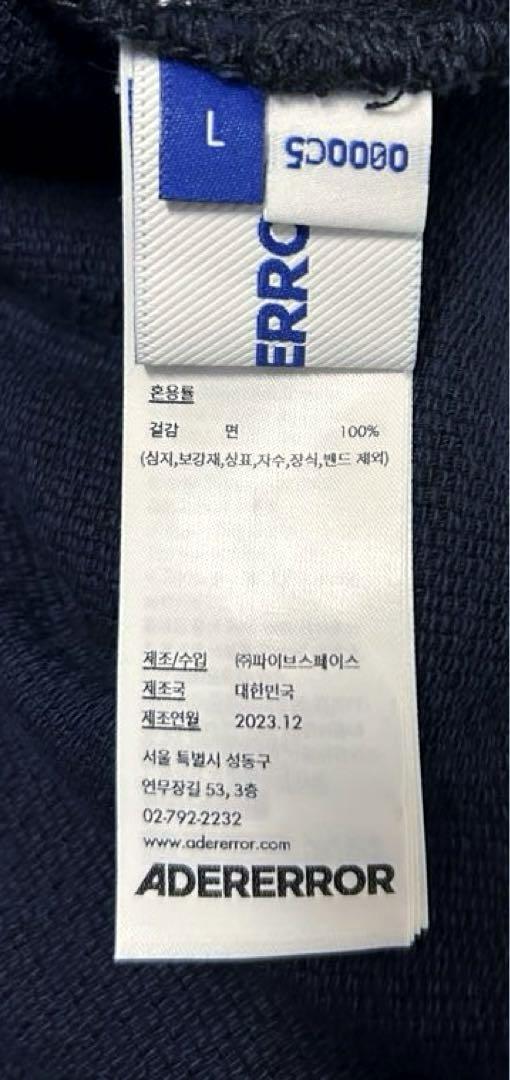 L
0000C5
ERRO
혼용률
겉감 면 100%
(심지,보강재,상표,자수,장식,밴드 제외)
제조/수입 ㈜파이브스페이스
제조국 대한민국
제조연월 2023.12
서울 특별시 성동구
연무장길 53, 3층
02-792-2232
www.adererror.com
ADERERROR